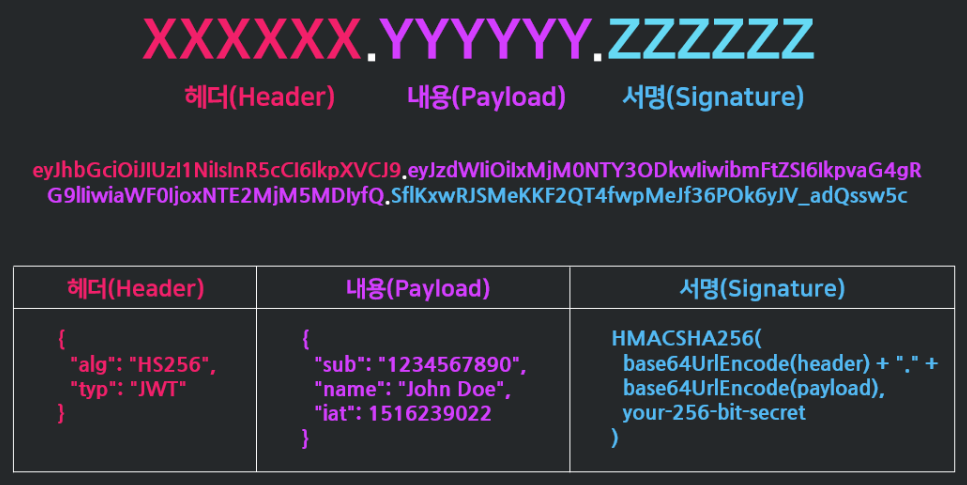 XXXXXX.YYYYYY.ZZZZZZ
헤더(Header) 내용(Payload) 서명(Signature)
eyJhbGciOiJIUzI1NiIsInR5cCI6IkpXVCJ9.eyJzdWIiOiIxMjM0NTY3ODkwIiwibmFtZSI6IkpvaG4gR
G9lIiwiaWF0IjoxNTE2MjM5MDIyfQ.SflKxwRJSMeKKF2QT4fwpMeJf36POk6yJV_adQssw5c
헤더(Header) 내용(Payload) 서명(Signature)
{
"alg": "HS256",
"typ": "JWT"
}
{
"sub": "1234567890",
"name": "John Doe",
"iat": 1516239022
}
HMACSHA256(
base64UrlEncode(header) + "." +
base64UrlEncode(payload),
your-256-bit-secret
)